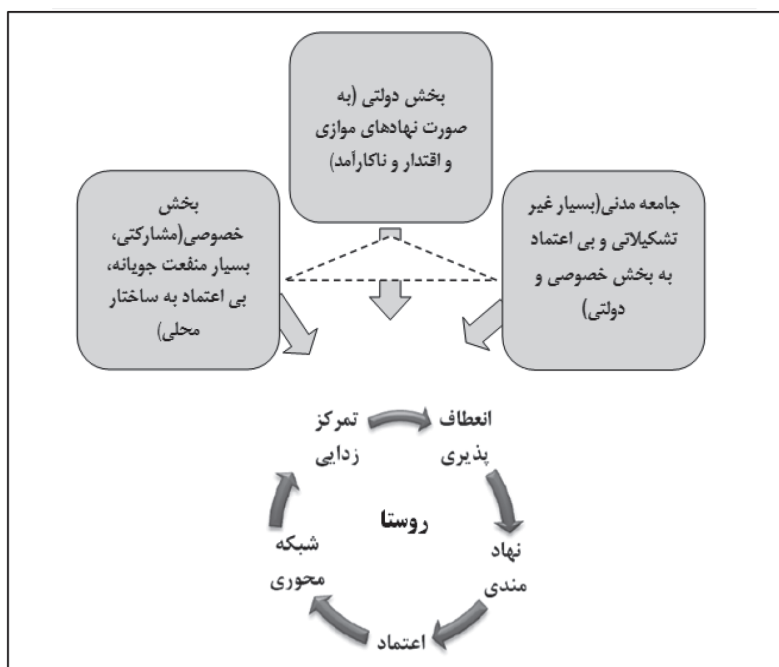 بخش دولتی (به
صورت نهادهای موازی
و اقتدار و ناکارآمد)
جامعه مدنی(بسیار غیر
تشکیلاتی و بی اعتماد
به بخش خصوصی و
دولتی)
بخش
خصوصی(مشارکتی،
بسیار منفعت جویانه،
بی اعتماد به ساختار
محلی)
انعطاف
پذیری
نهاد
مندی
اعتماد
شبکه
محوری
تمرکز
زدایی
روستا